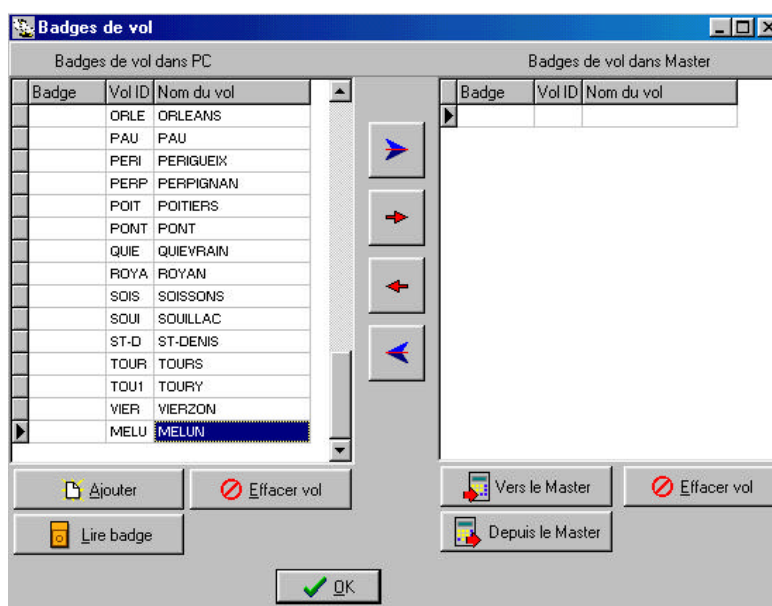 Badges de vol
Badges de vol dans PC
Badge Vol ID Nom du vol
ORLE ORLEANS
PAU PAU
PERI PERIGUEIX
PERP PERPIGNAN
POIT POITIERS
PONT PONT
QUIE QUIEVRAIN
ROYA ROYAN
SOIS SOISSONS
SOUI SOUILLAC
ST-D ST-DENIS
TOUR TOURS
TOU1 TOURY
VIER VIERZON
MELU MELUN
Ajouter Effacer vol
Lire badge
Badges de vol dans Master
Badge Vol ID Nom du vol
Vers le Master Effacer vol
Depuis le Master
OK